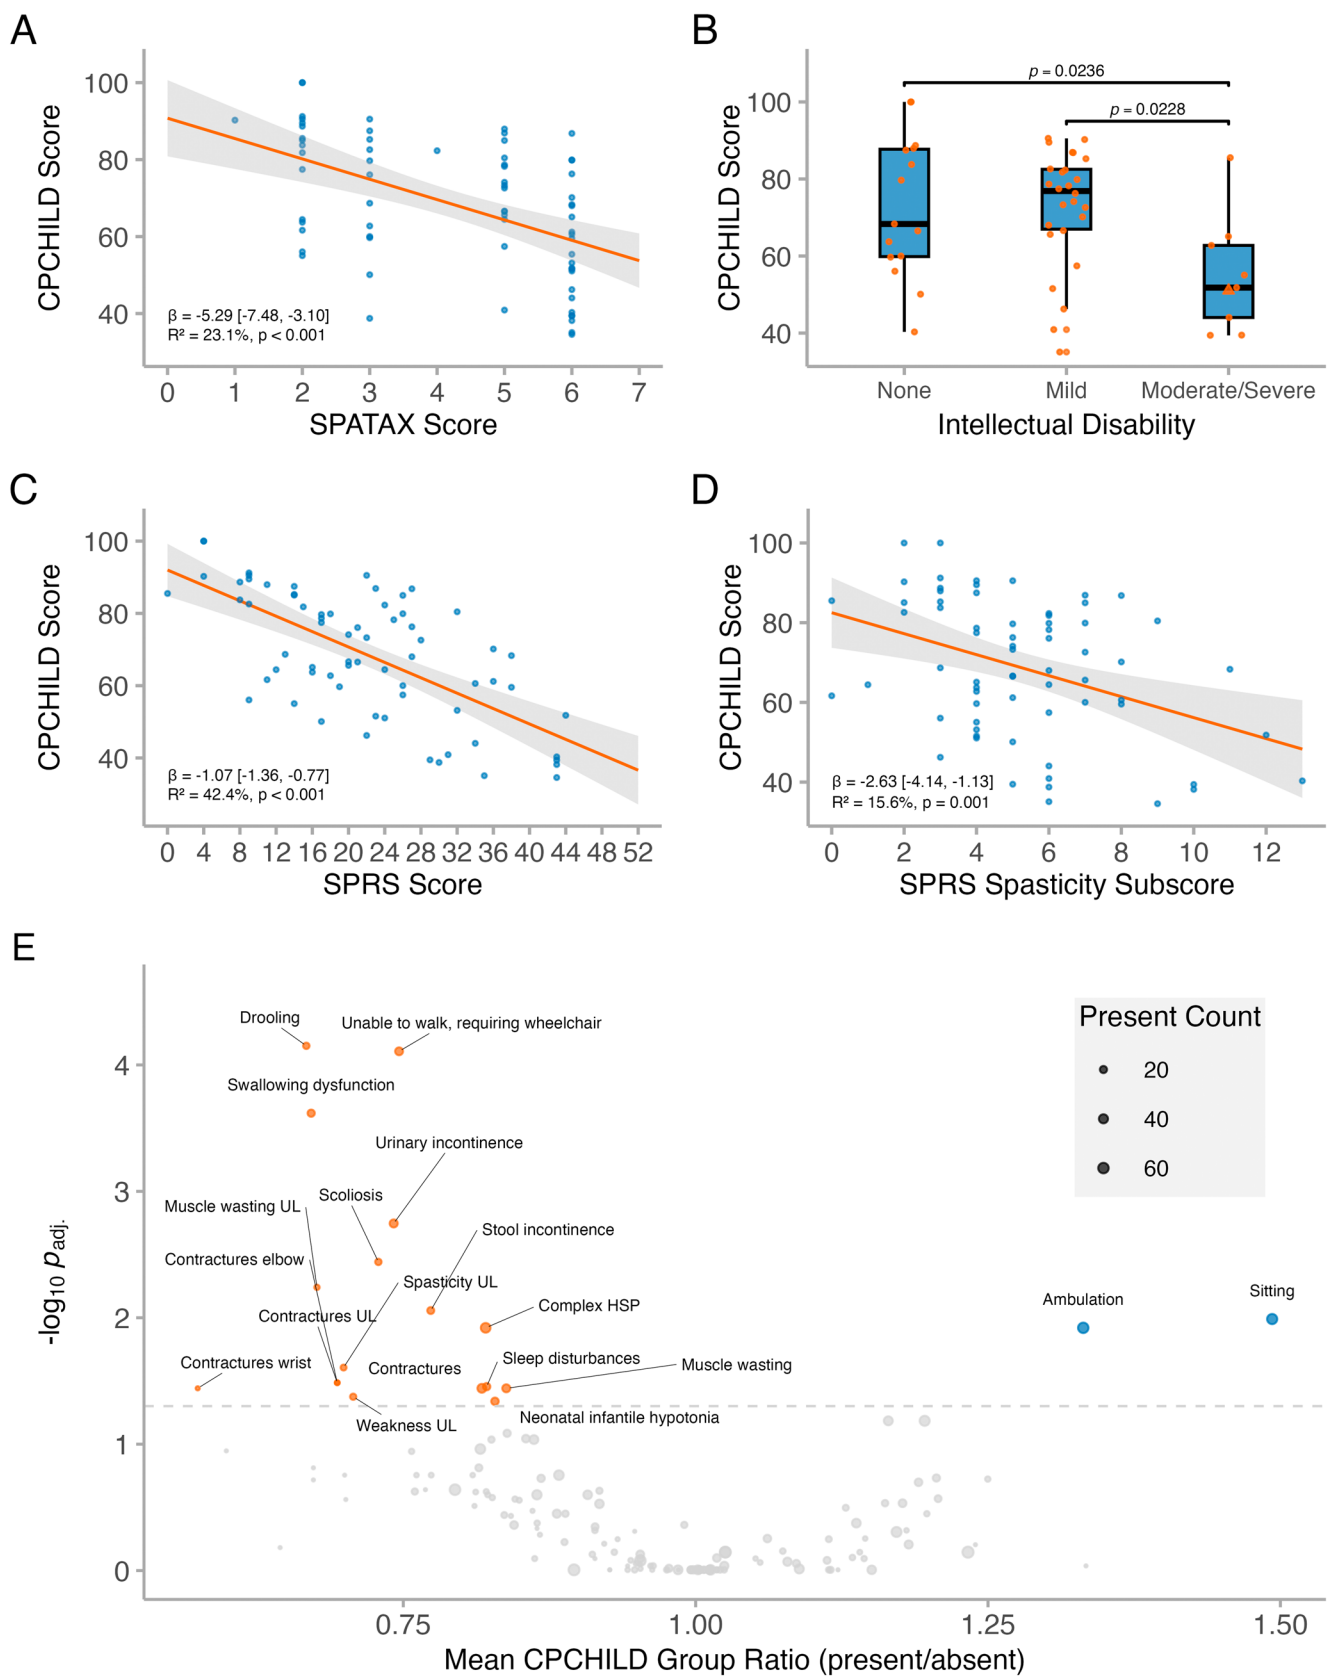 A
CPCHILD Score
100
80
60
40
β = -5.29 [-7.48, -3.10]
R² = 23.1%, p < 0.001
0 1 2 3 4 5 6 7
SPATAX Score
B
CPCHILD Score
100
80
60
40
p = 0.0236
p = 0.0228
None Mild Moderate/Severe
Intellectual Disability
C
CPCHILD Score
100
80
60
40
β = -1.07 [-1.36, -0.77]
R² = 42.4%, p < 0.001
0 4 8 12 16 20 24 28 32 36 40 44 48 52
SPRS Score
D
CPCHILD Score
100
80
60
40
β = -2.63 [-4.14, -1.13]
R² = 15.6%, p = 0.001
0 2 4 6 8 10 12
SPRS Spasticity Subscore
E
-log10 p adj.
4
3
2
1
0
Drooling
Unable to walk, requiring wheelchair
Swallowing dysfunction
Urinary incontinence
Scoliosis
Muscle wasting UL
Stool incontinence
Contractures elbow
Spasticity UL
Contractures UL
Complex HSP
Contractures wrist
Contractures
Sleep disturbances
Muscle wasting
Weakness UL
Neonatal infantile hypotonia
Ambulation
Sitting
Present Count
20
40
60
0.75 1.00 1.25 1.50
Mean CPCHILD Group Ratio (present/absent)